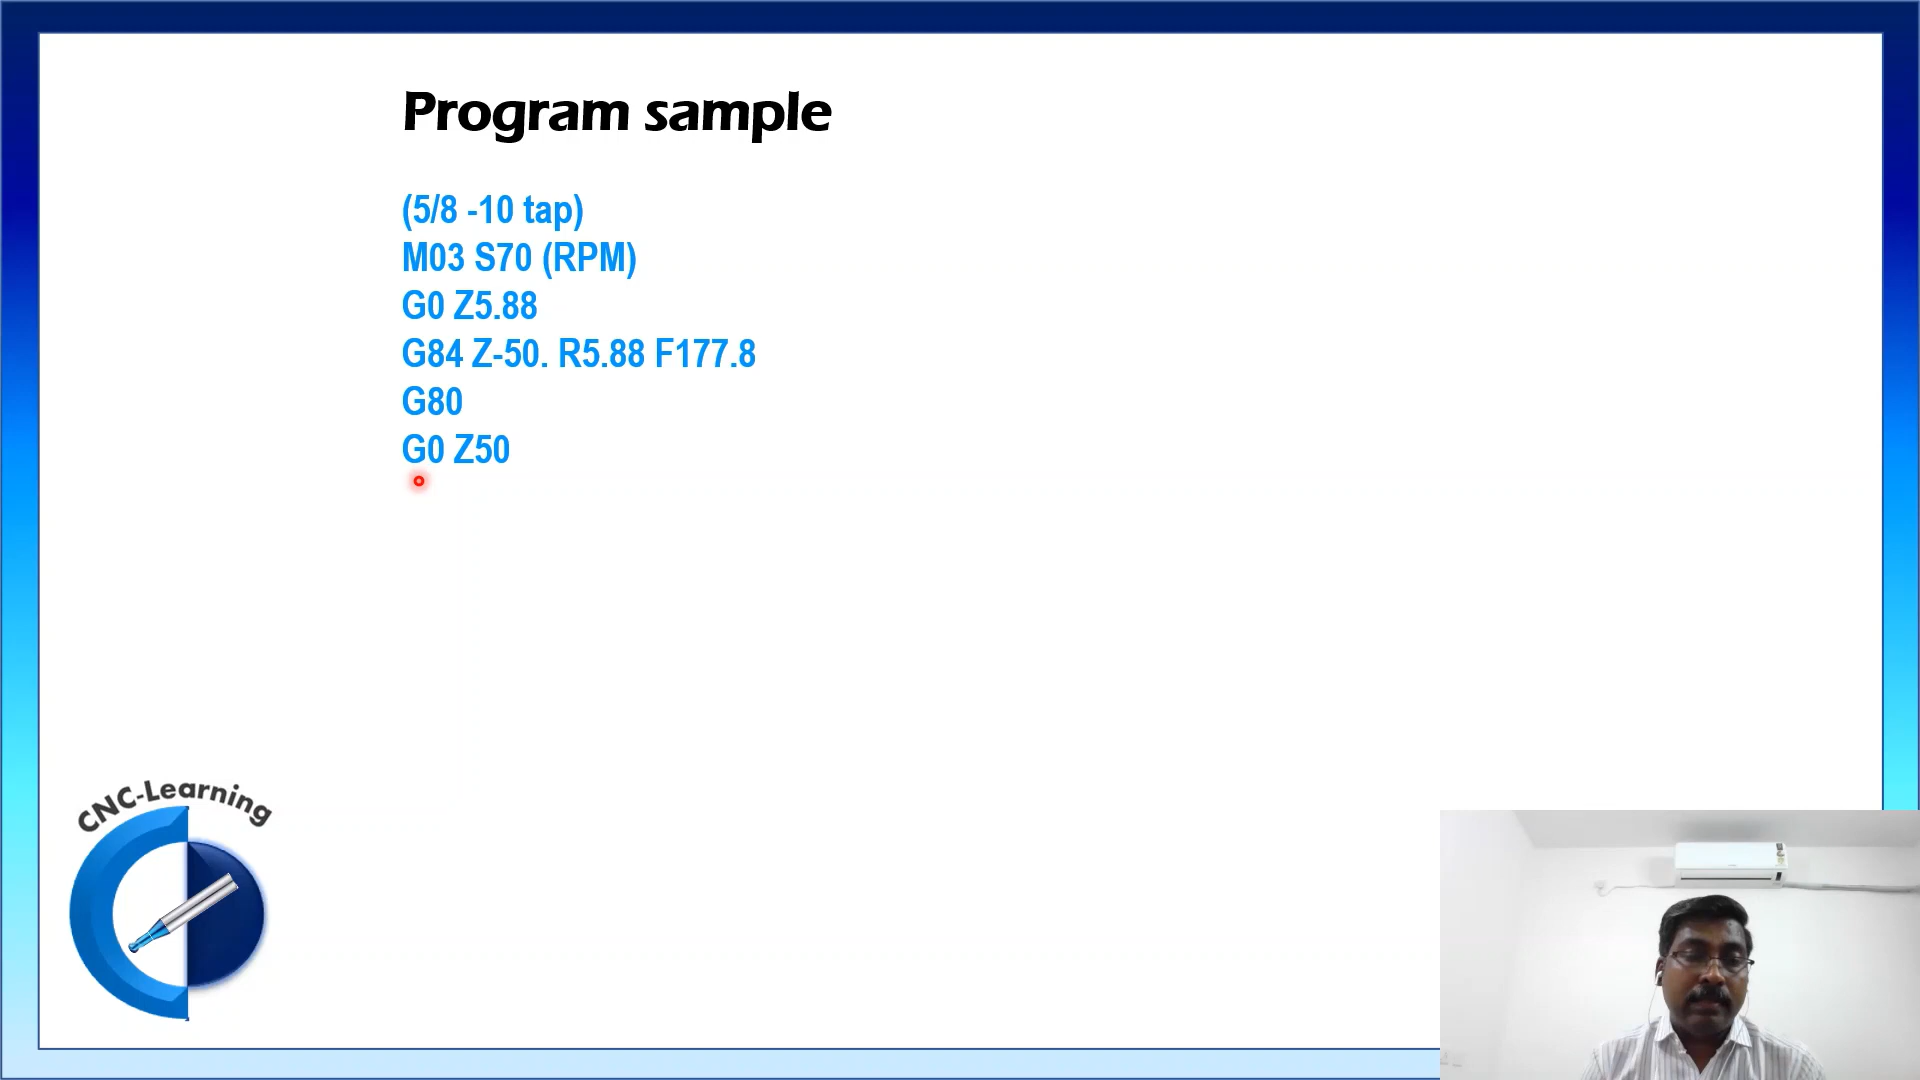 Program sample
(5/8 -10 tap)
M03 S70 (RPM)
G0 Z5.88
G84 Z-50. R5.88 F177.8
G80
G0 Z50
CNC-Learning